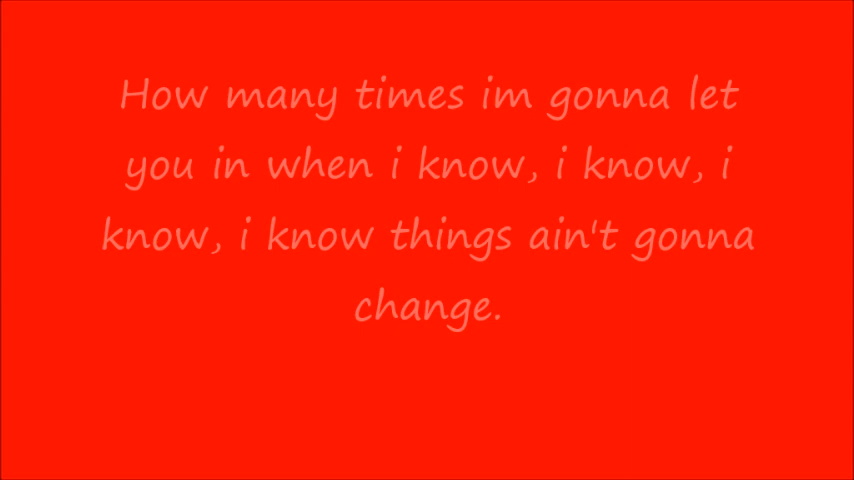 How many times im gonna let
you in when i know, i know, i
know, i know things ain't gonna
change.